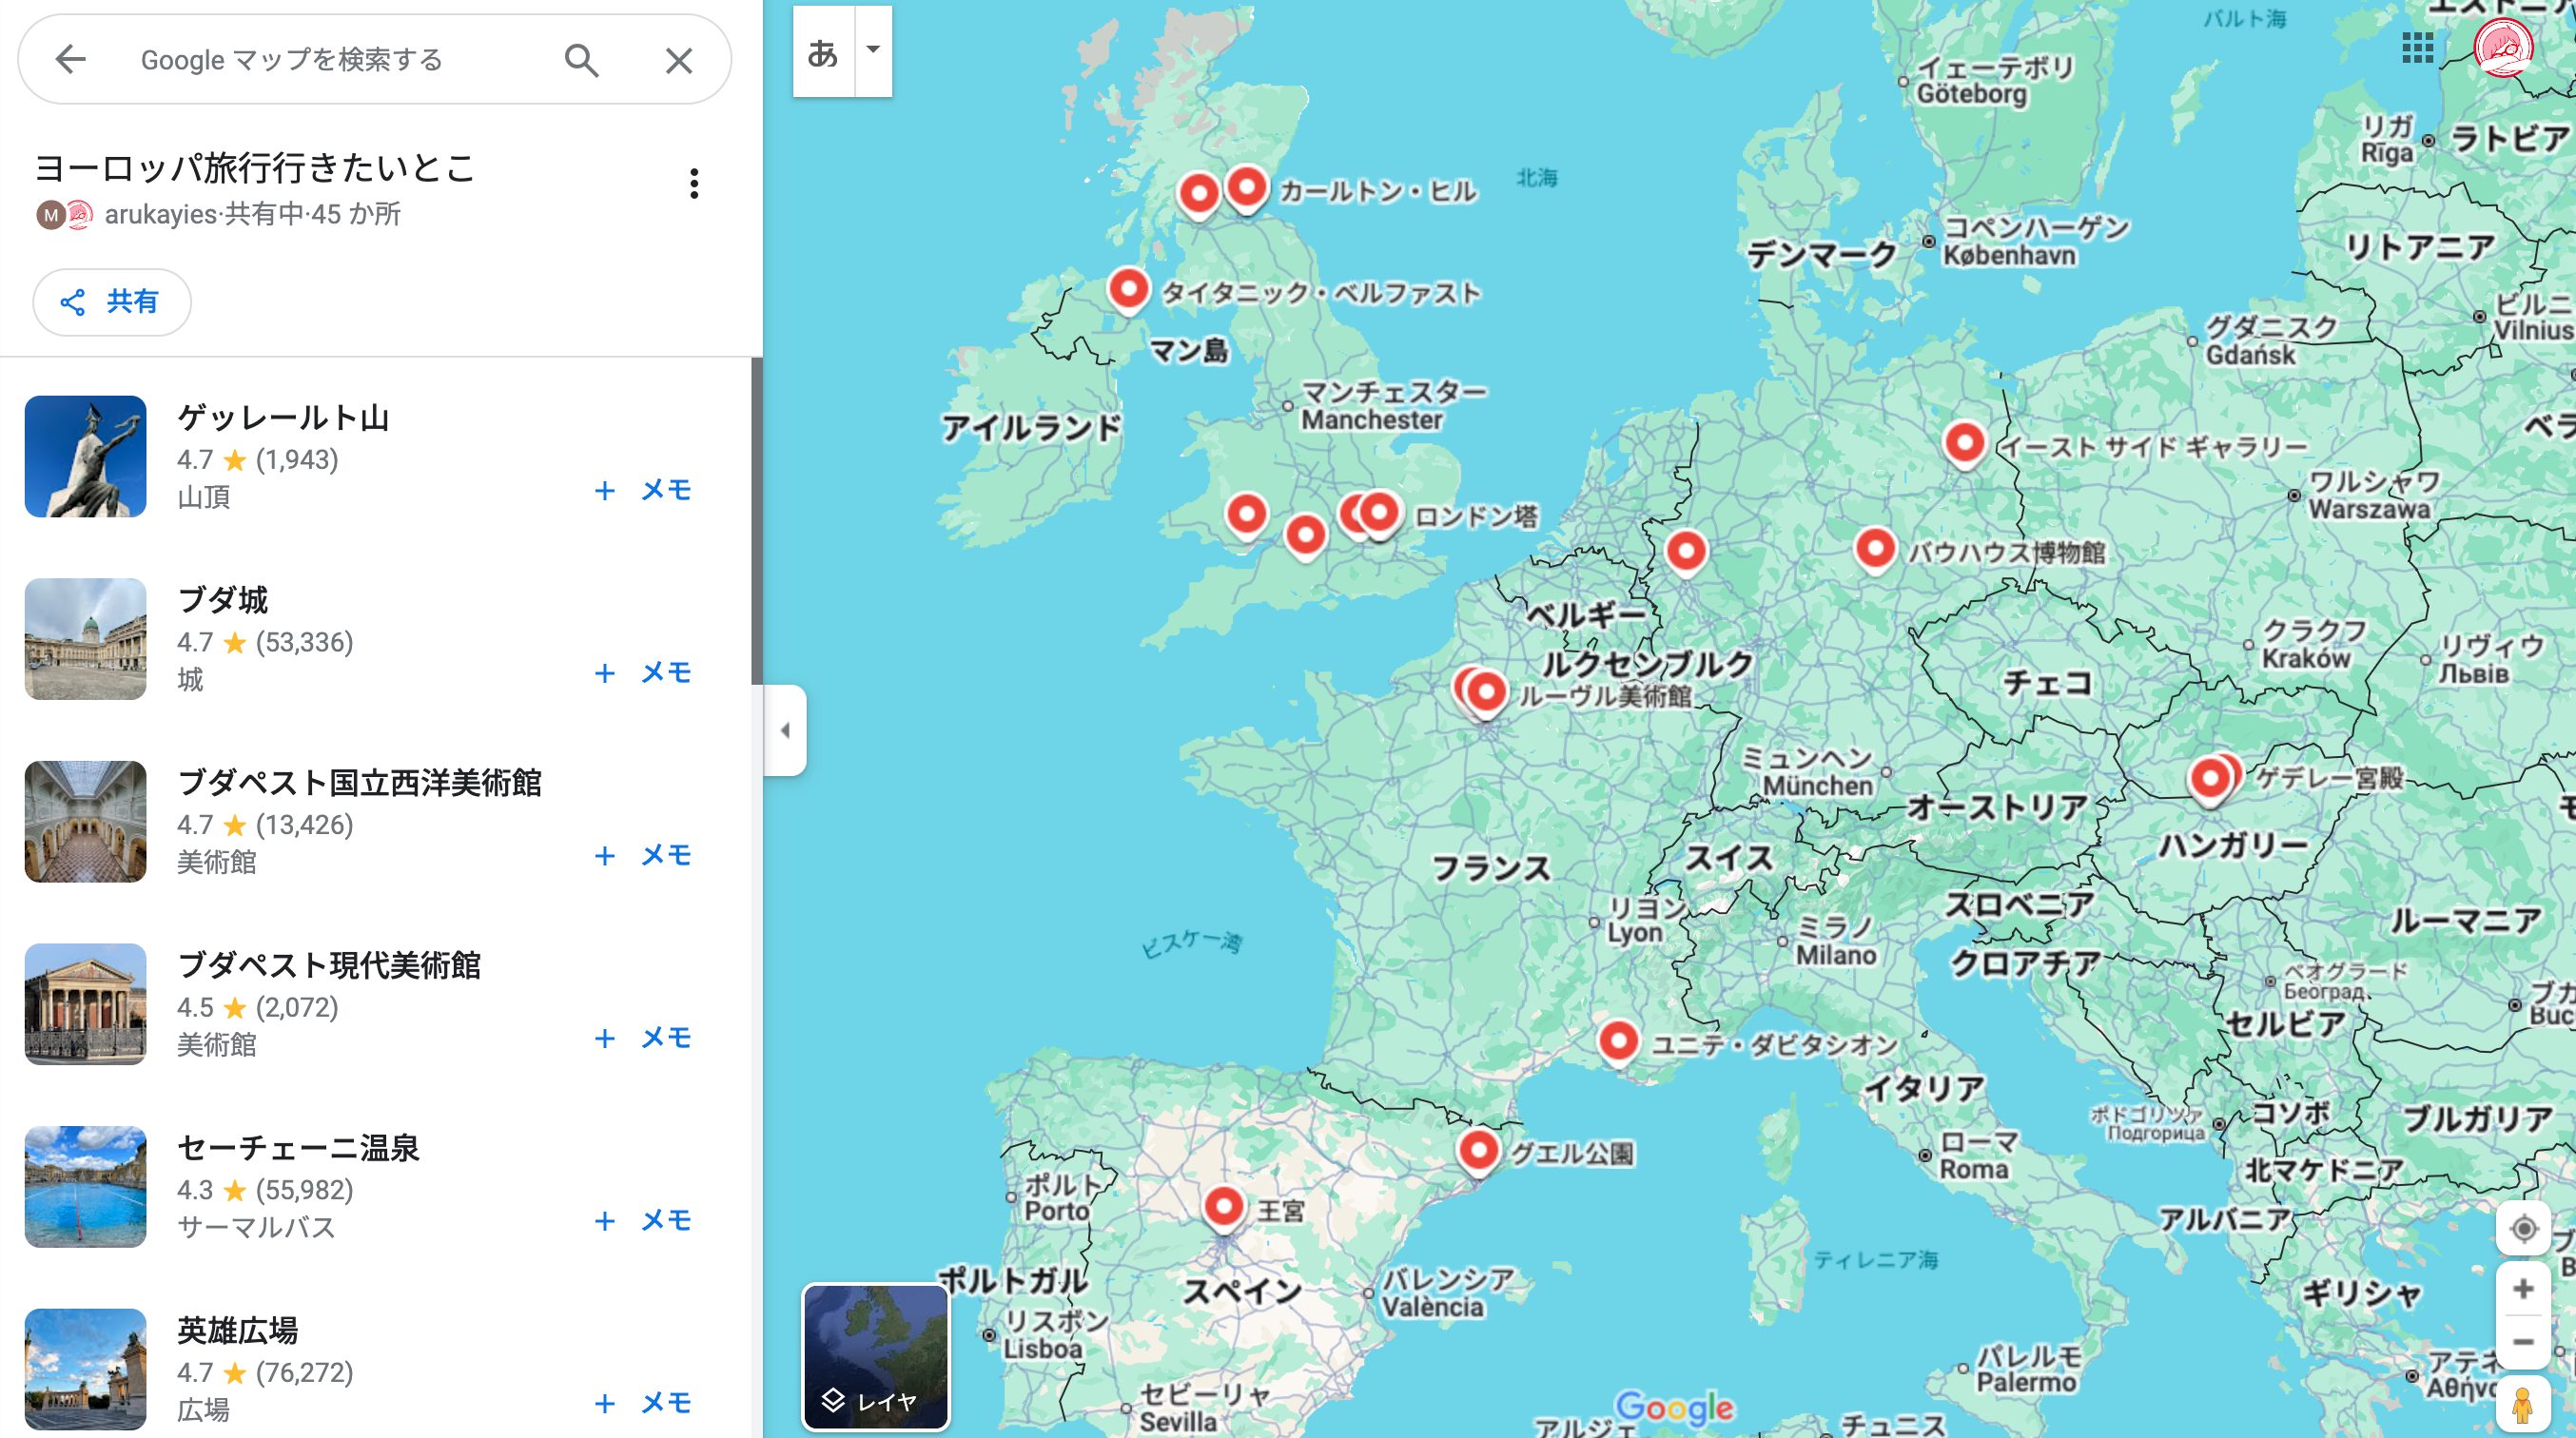 Google マップを検索する
ヨーロッパ旅行行きたいとこ
M arukayies·共有中·45 か所
共有
ゲッレールト山
4.7 ★ (1,943)
山頂
+ メモ
ブダ城
4.7 ★ (53,336)
城
+ メモ
ブダペスト国立西洋美術館
4.7 ★ (13,426)
美術館
+ メモ
ブダペスト現代美術館
4.5 ★ (2,072)
美術館
+ メモ
セーチェーニ温泉
4.3 ★ (55,982)
サーマルバス
+ メモ
英雄広場
4.7 ★ (76,272)
広場
+ メモ
あ
バルト海
イェーテボリ
Göteborg
リガ
Rīga
ラトビア
カールトン・ヒル
北海
コペンハーゲン
København
デンマーク
リトアニア
タイタニック・ベルファスト
ビルニ
Vilnius
グダニスク
Gdańsk
マン島
マンチェスター
Manchester
アイルランド
ベラ
イースト サイド ギャラリー
ワルシャワ
Warszawa
ロンドン塔
バウハウス博物館
ベルギー
クラクフ
Kraków
リヴィウ
Львів
ルクセンブルク
チェコ
ルーヴル美術館
ミュンヘン
München
ゲデレー宮殿
オーストリア
モ
ハンガリー
フランス
スイス
リヨン
Lyon
スロベニア
ルーマニア
ミラノ
Milano
ビスケー湾
クロアチア
ベオグラード
Београд
ブカ
Buc
セルビア
ユニテ・ダビタシオン
イタリア
ポドゴリツァ
Подгорица
コソボ
ブルガリア
グエル公園
ローマ
Roma
北マケドニア
ポルト
Porto
王宮
アルバニア
ティレニア海
ポルトガル
スペイン
バレンシア
València
ギリシャ
リスボン
Lisboa
パレルモ
Palermo
アテネ
Αθήνα
レイヤ
セビーリャ
Sevilla
Google
アルジェ
チュニス